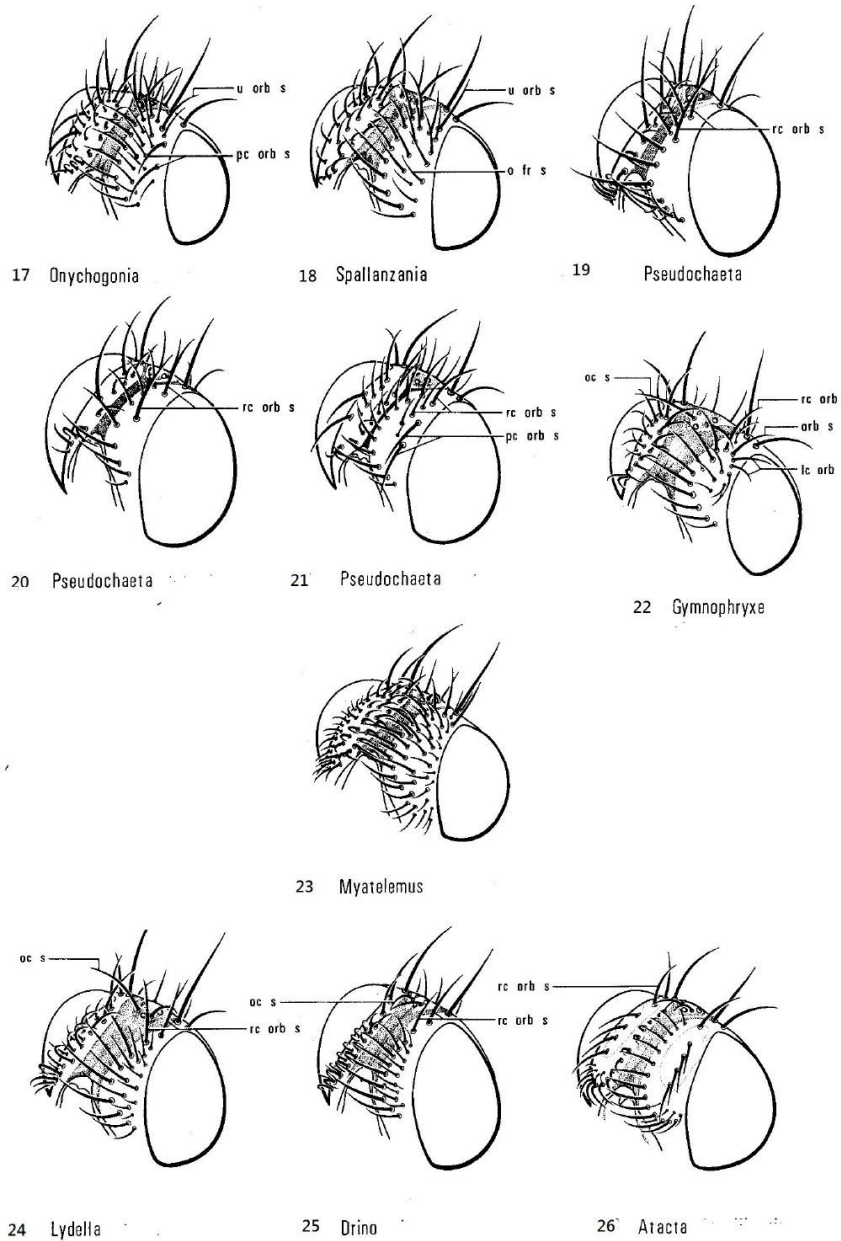 u orb s
pc orb s
17 Onychogonia
u orb s
o fr s
18 Spallanzania
rc orb s
19 Pseudochaeta
rc orb s
20 Pseudochaeta
rc orb s
pc orb s
21 Pseudochaeta
oc s
rc orb
orb s
lc orb
22 Gymnophryxe
23 Myatelemus
oc s
rc orb s
24 Lydella
oc s
rc orb s
25 Drino
rc orb s
26 Atacta